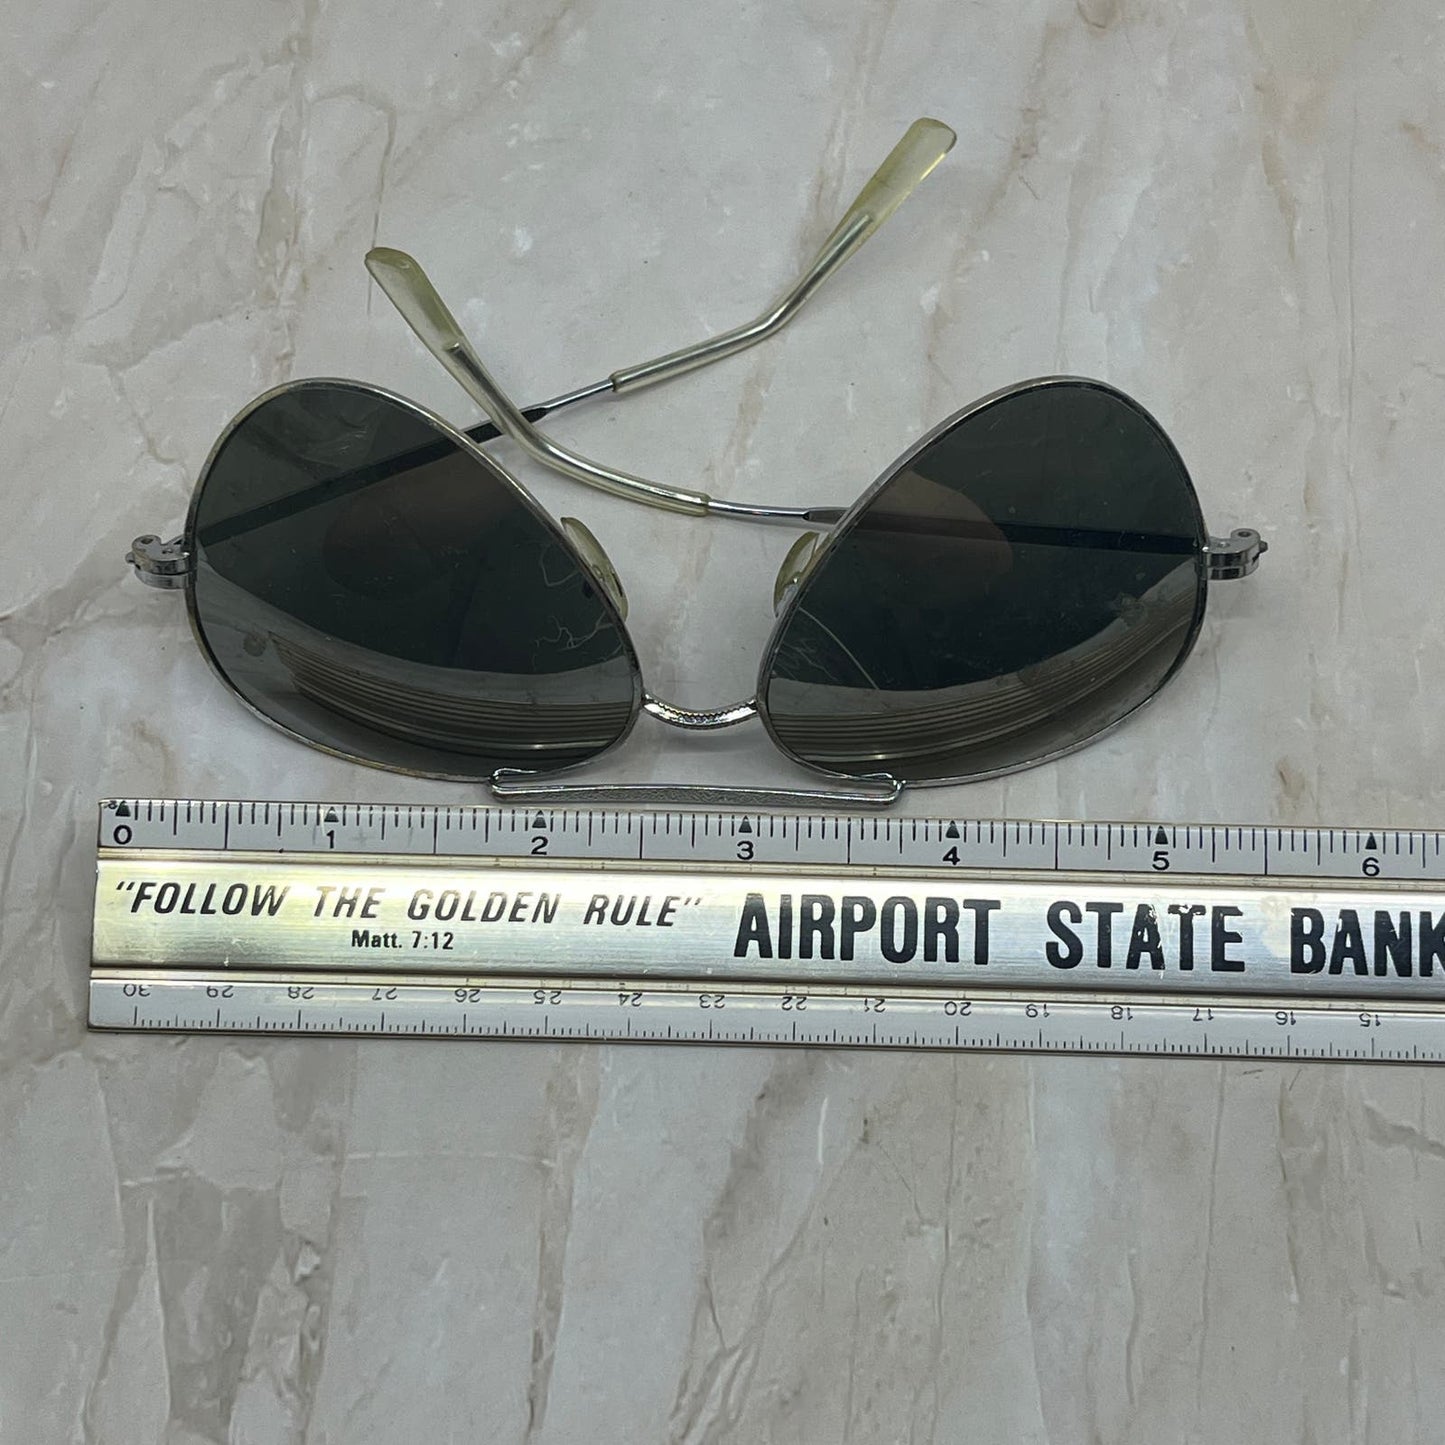 0 1 2 3 4 5 6
"FOLLOW THE GOLDEN RULE" AIRPORT STATE BANK
Matt. 7:12
30 29 28 27 26 25 24 23 22 21 20 19 18 17 16 15